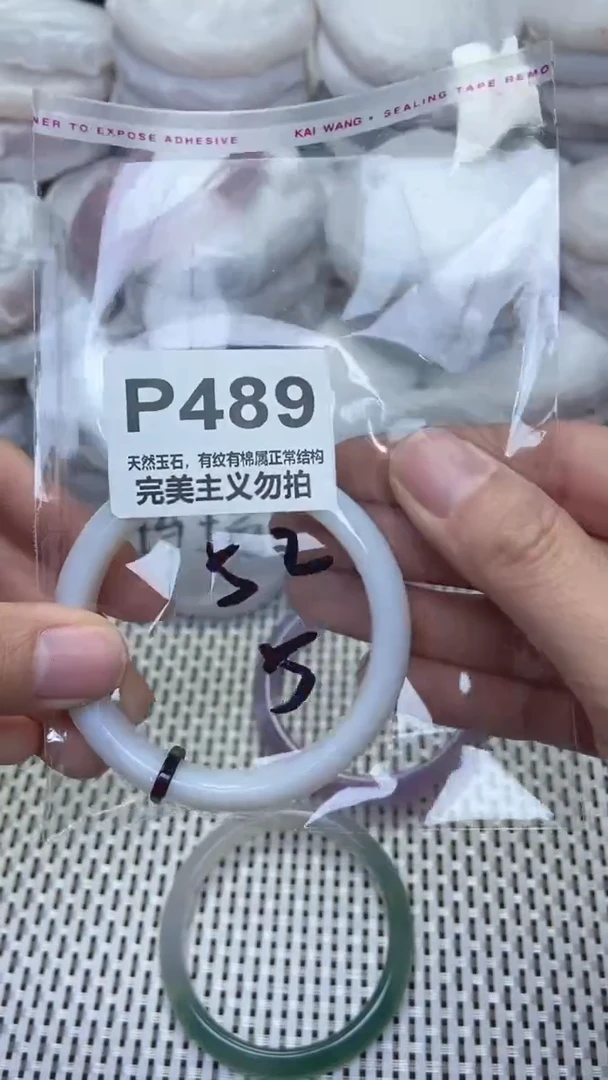 NER TO EXPOSE ADHESIVE KAI WANG • SEALING TAPE REMO
P489
天然玉石，有纹有棉属正常结构
完美主义勿拍
52
5